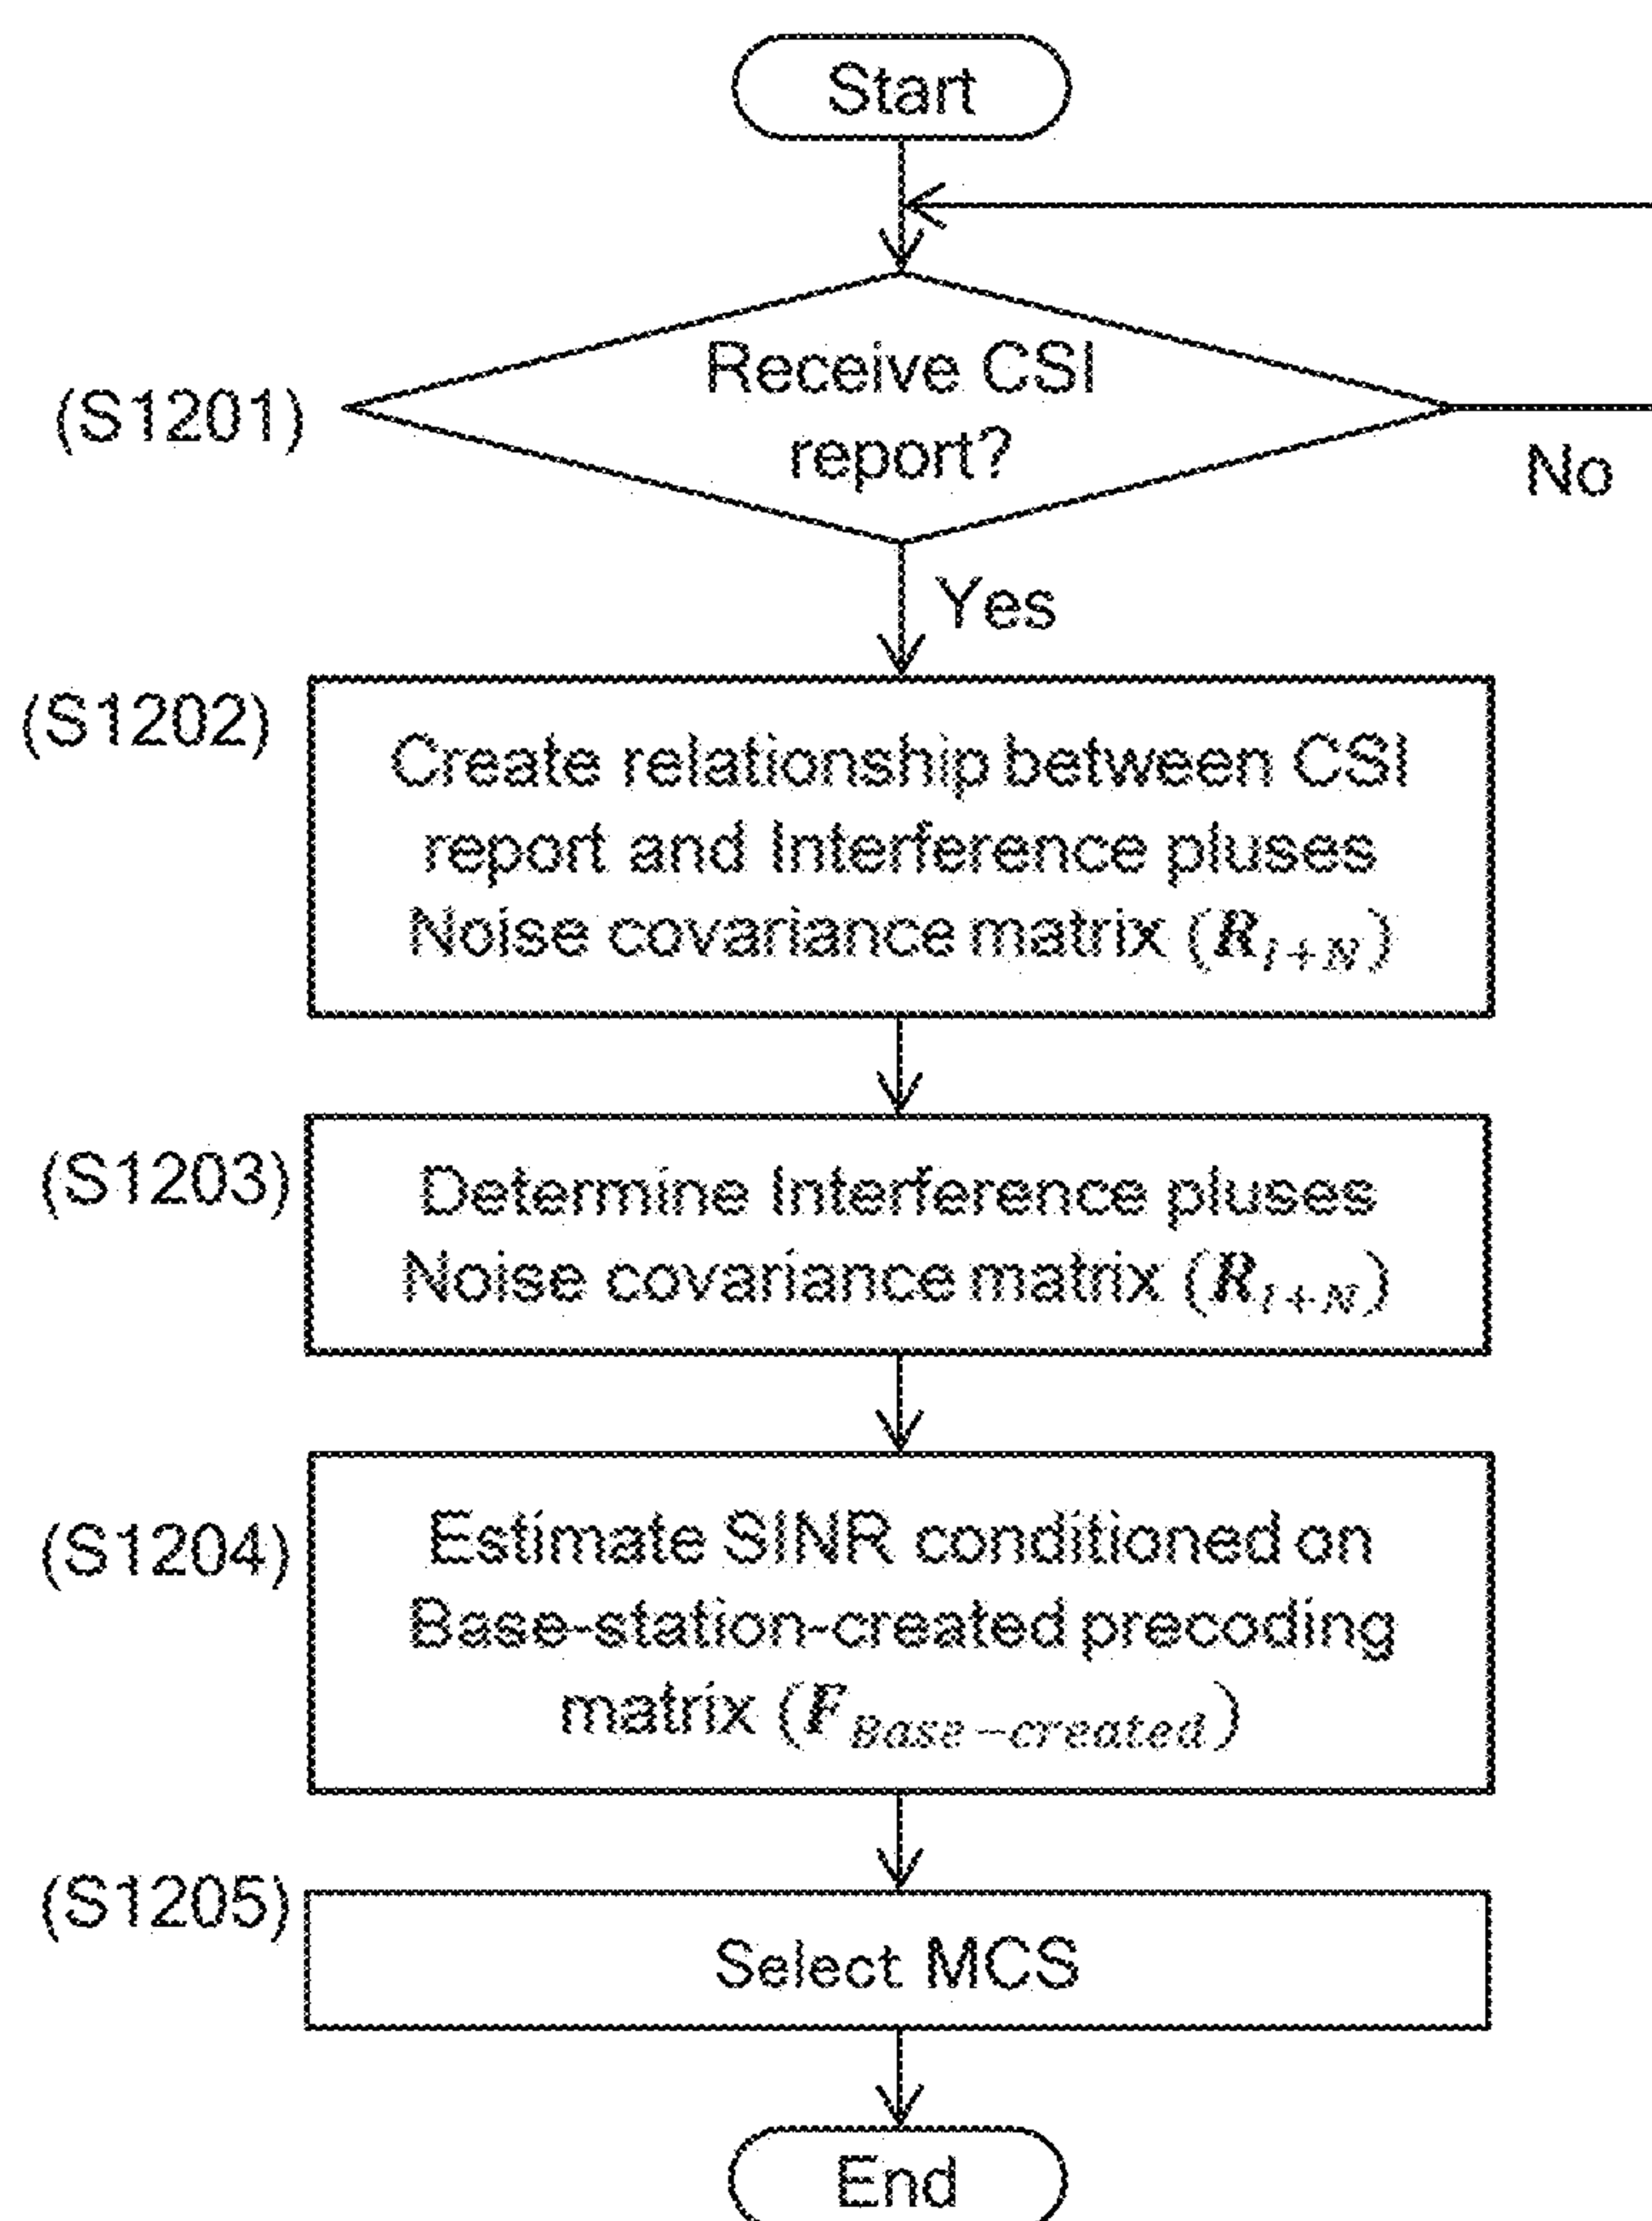 Start
(S1201)
Receive CSI
report?
No
Yes
(S1202)
Create relationship between CSI
report and Interference pluses
Noise covariance matrix (R_{I+N})
(S1203)
Determine Interference pluses
Noise covariance matrix (R_{I+N})
(S1204)
Estimate SINR conditioned on
Base-station-created precoding
matrix (F_{Base-created})
(S1205)
Select MCS
End